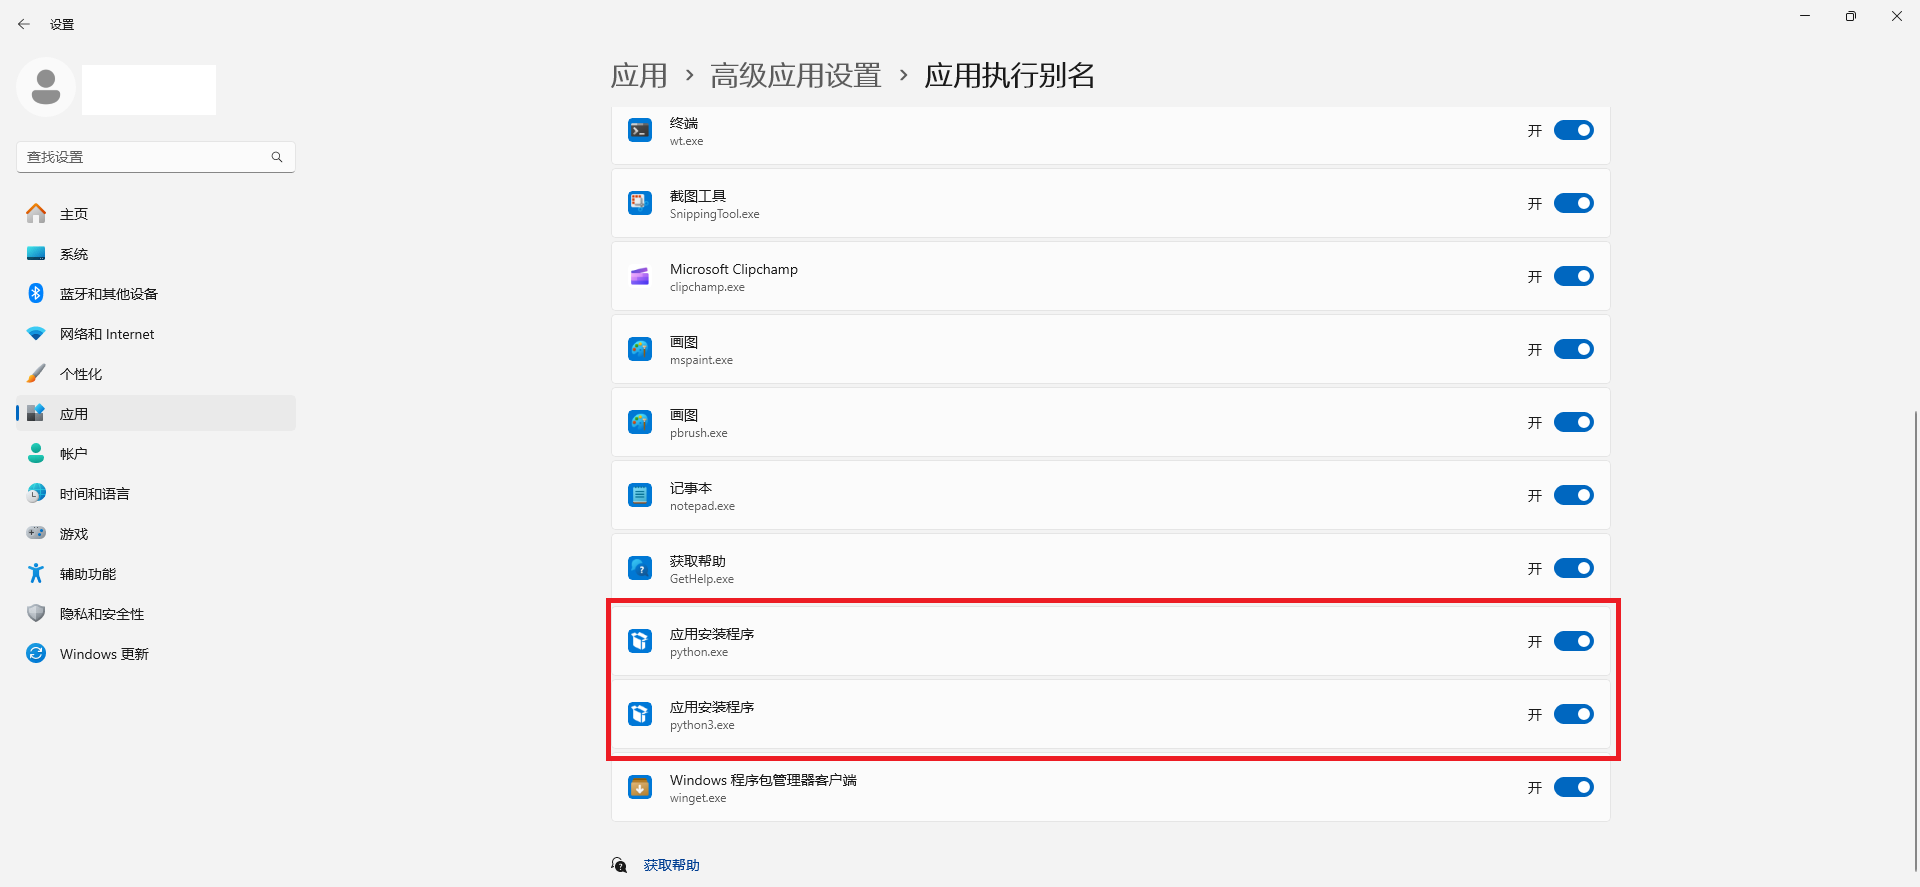 设置
查找设置
主页
系统
蓝牙和其他设备
网络和 Internet
个性化
应用
帐户
时间和语言
游戏
辅助功能
隐私和安全性
Windows 更新
应用 › 高级应用设置 › 应用执行别名
终端
wt.exe
开
截图工具
SnippingTool.exe
开
Microsoft Clipchamp
clipchamp.exe
开
画图
mspaint.exe
开
画图
pbrush.exe
开
记事本
notepad.exe
开
获取帮助
GetHelp.exe
开
应用安装程序
python.exe
开
应用安装程序
python3.exe
开
Windows 程序包管理器客户端
winget.exe
开
获取帮助